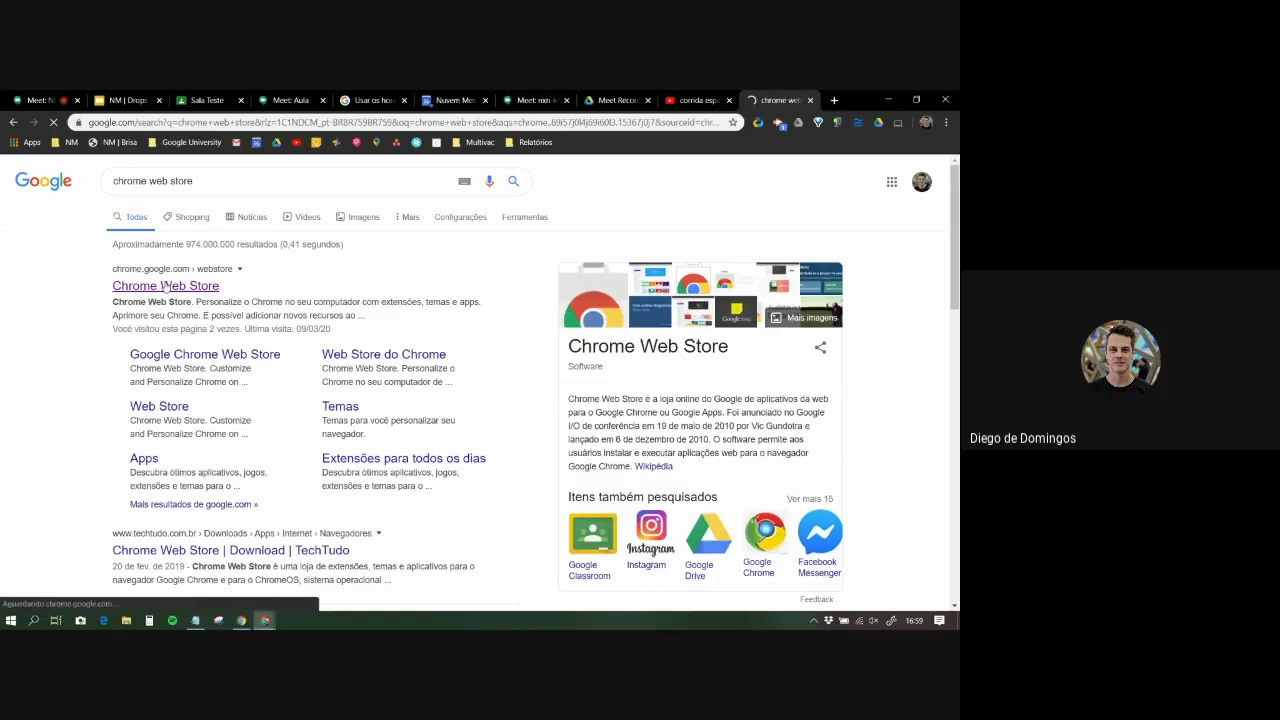 Meet: N
NM | Drops
Sala Teste
Meet: Aula
Usar os hor
Nuvem Mes
Meet: nxn-
Meet Recor
corrida espa
chrome web
google.com/search?q=chrome+web+store&rlz=1C1NDCM_pt-BRBR759BR759&oq=chrome+web+store&aqs=chrome..69i57j0l4j69i60l3.15367j0j7&sourceid=chr...
Apps
NM
NM | Brisa
Google University
Multivac
Relatórios
Google
chrome web store
Todas
Shopping
Notícias
Vídeos
Imagens
Mais
Configurações
Ferramentas
Aproximadamente 974.000.000 resultados (0,41 segundos)
chrome.google.com › webstore
Chrome Web Store
Chrome Web Store. Personalize o Chrome no seu computador com extensões, temas e apps.
Aprimore seu Chrome. É possível adicionar novos recursos ao ...
Você visitou esta página 2 vezes. Última visita: 09/03/20
Google Chrome Web Store
Chrome Web Store. Customize
and Personalize Chrome on ...
Web Store do Chrome
Chrome Web Store. Personalize o
Chrome no seu computador de ...
Web Store
Chrome Web Store. Customize
and Personalize Chrome on ...
Temas
Temas para você personalizar seu
navegador.
Apps
Descubra ótimos aplicativos, jogos,
extensões e temas para o ...
Extensões para todos os dias
Descubra ótimos aplicativos, jogos,
extensões e temas para o ...
Mais resultados de google.com »
www.techtudo.com.br › Downloads › Apps › Internet › Navegadores
Chrome Web Store | Download | TechTudo
20 de fev. de 2019 - Chrome Web Store é uma loja de extensões, temas e aplicativos para o
navegador Google Chrome e para o ChromeOS, sistema operacional ...
Aguardando chrome.google.com...
Mais imagens
Chrome Web Store
Software
Chrome Web Store é a loja online do Google de aplicativos da web
para o Google Chrome ou Google Apps. Foi anunciado no Google
I/O de conferência em 19 de maio de 2010 por Vic Gundotra e
lançado em 6 de dezembro de 2010. O software permite aos
usuários instalar e executar aplicações web para o navegador
Google Chrome. Wikipédia
Itens também pesquisados
Ver mais 15
Instagram
Google
Classroom
Instagram
Google
Drive
Google
Chrome
Facebook
Messenger
Feedback
16:59
Diego de Domingos